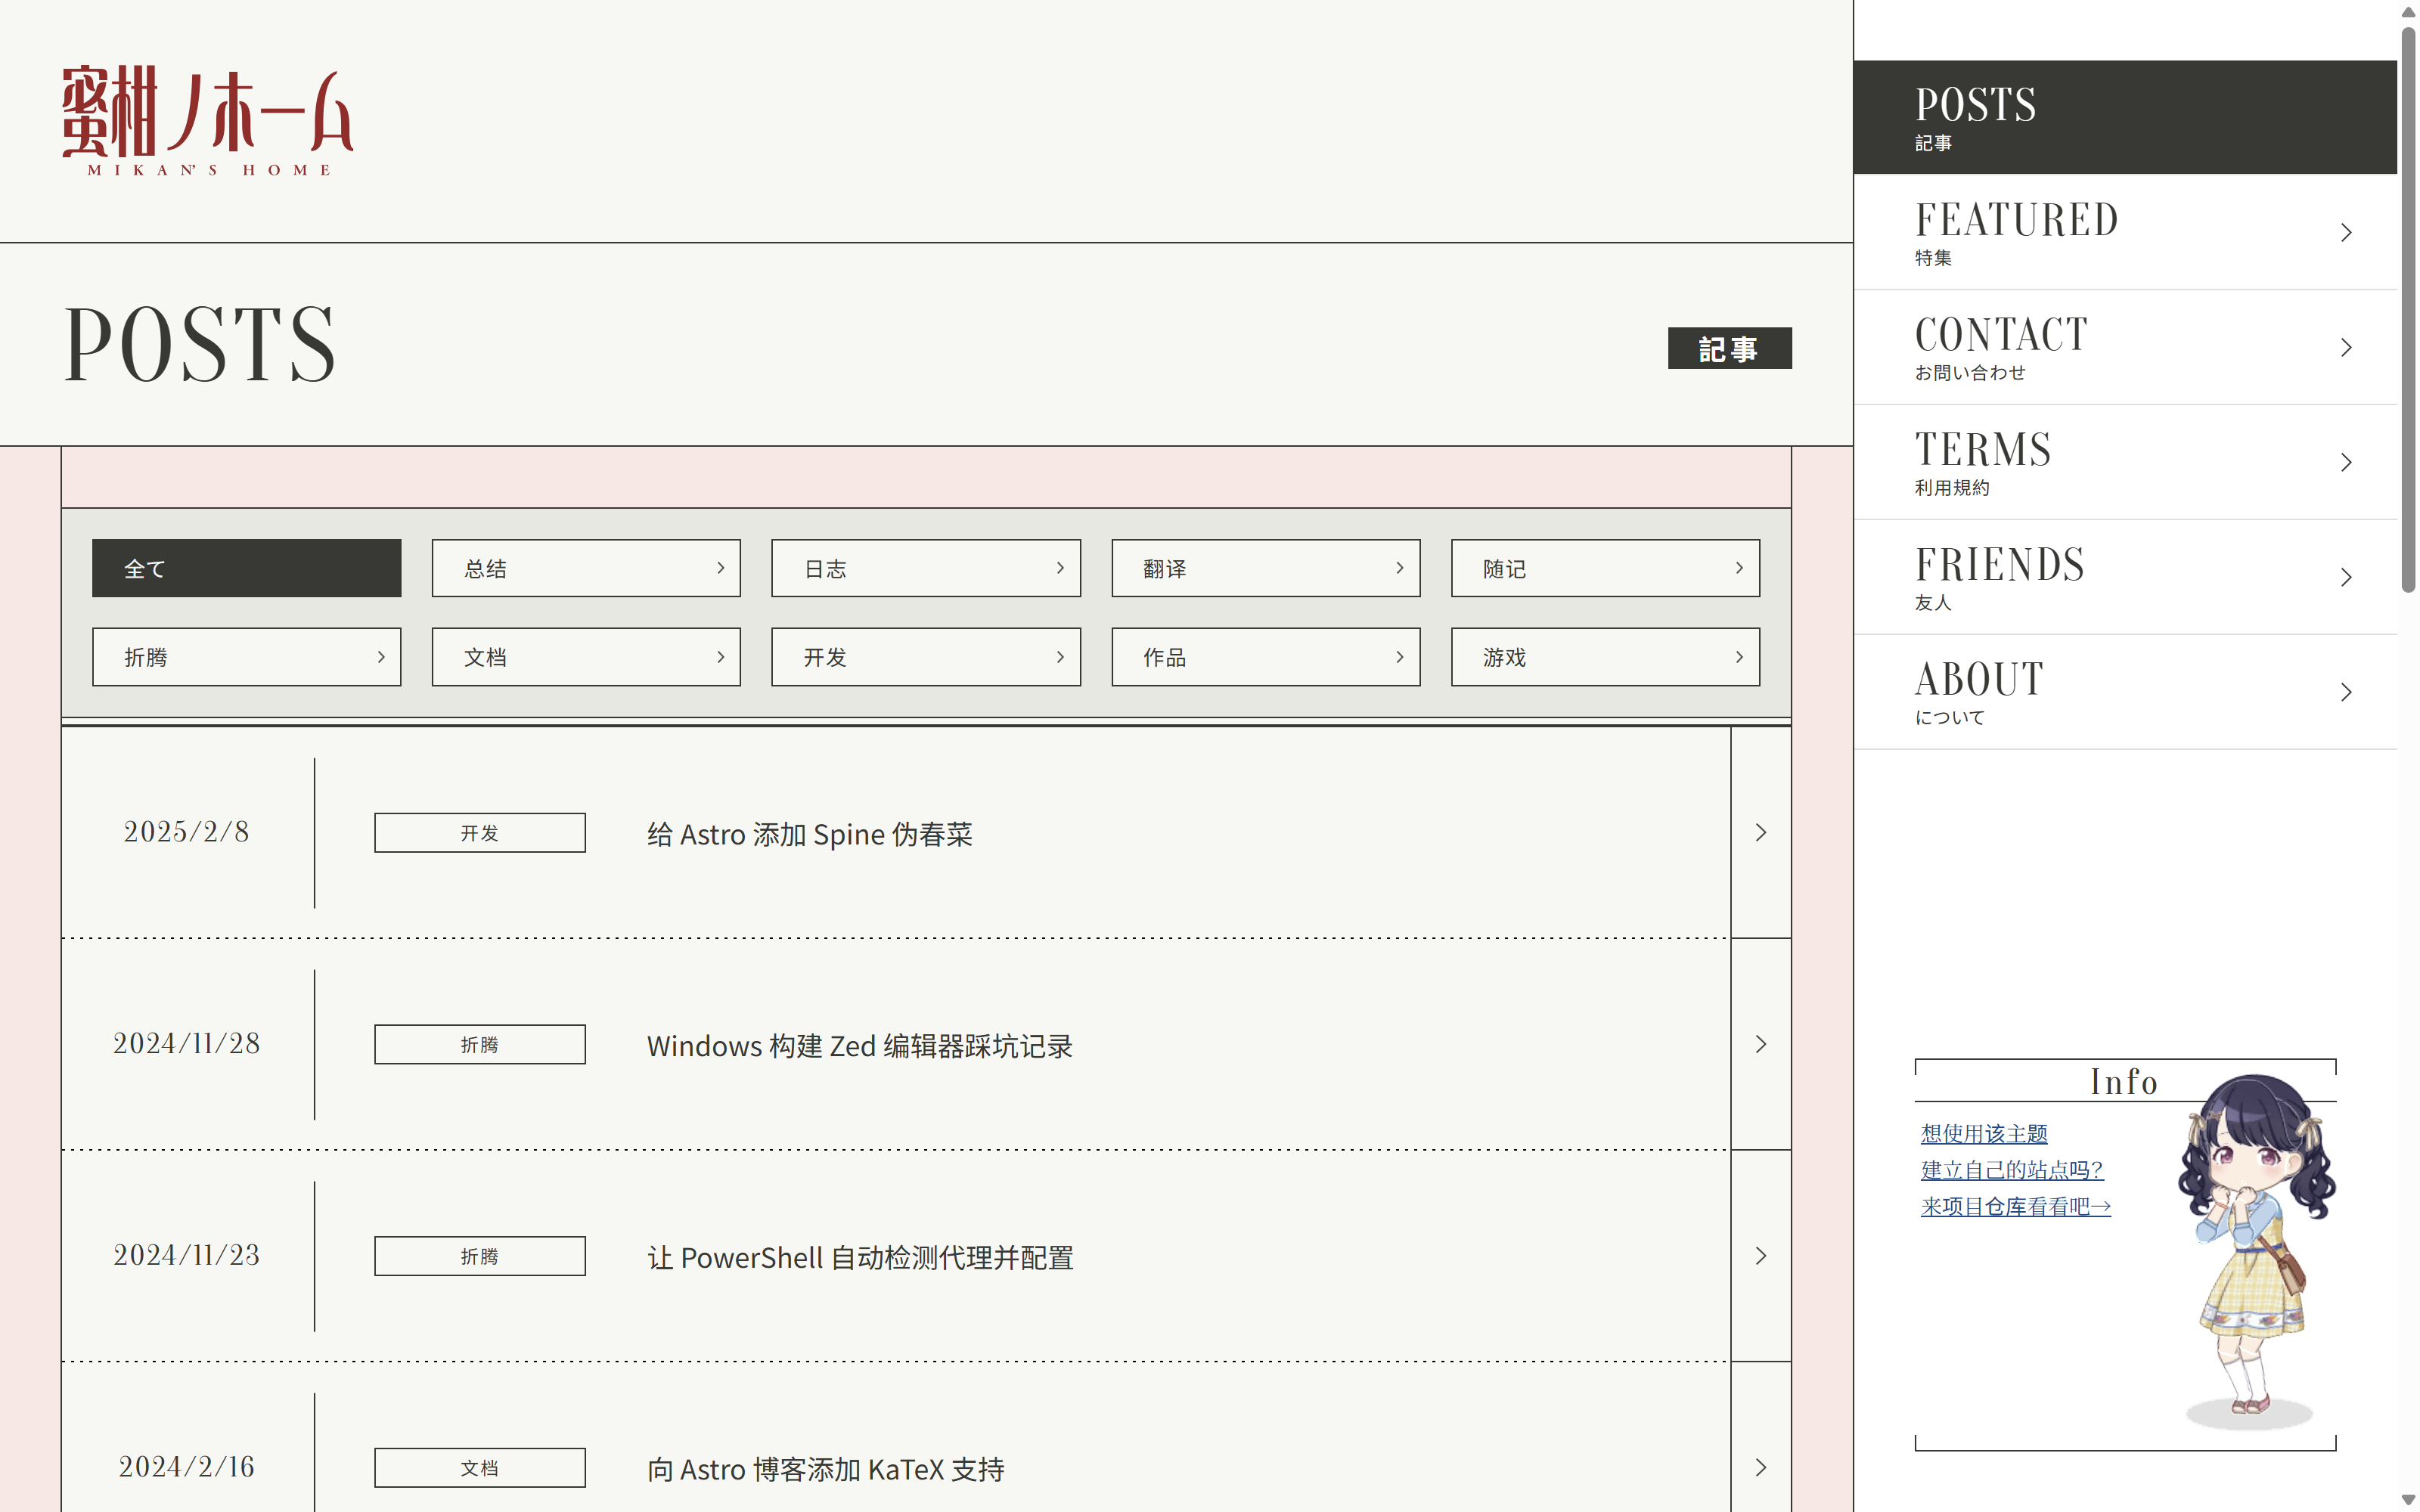 蜜柑ノホーム
MIKAN'S HOME
POSTS
記事
全て
总结
日志
翻译
随记
折腾
文档
开发
作品
游戏
2025/2/8
开发
给 Astro 添加 Spine 伪春菜
2024/11/28
折腾
Windows 构建 Zed 编辑器踩坑记录
2024/11/23
折腾
让 PowerShell 自动检测代理并配置
2024/2/16
文档
向 Astro 博客添加 KaTeX 支持
POSTS
記事
FEATURED
特集
CONTACT
お問い合わせ
TERMS
利用規約
FRIENDS
友人
ABOUT
について
Info
想使用该主题
建立自己的站点吗？
来项目仓库看看吧→